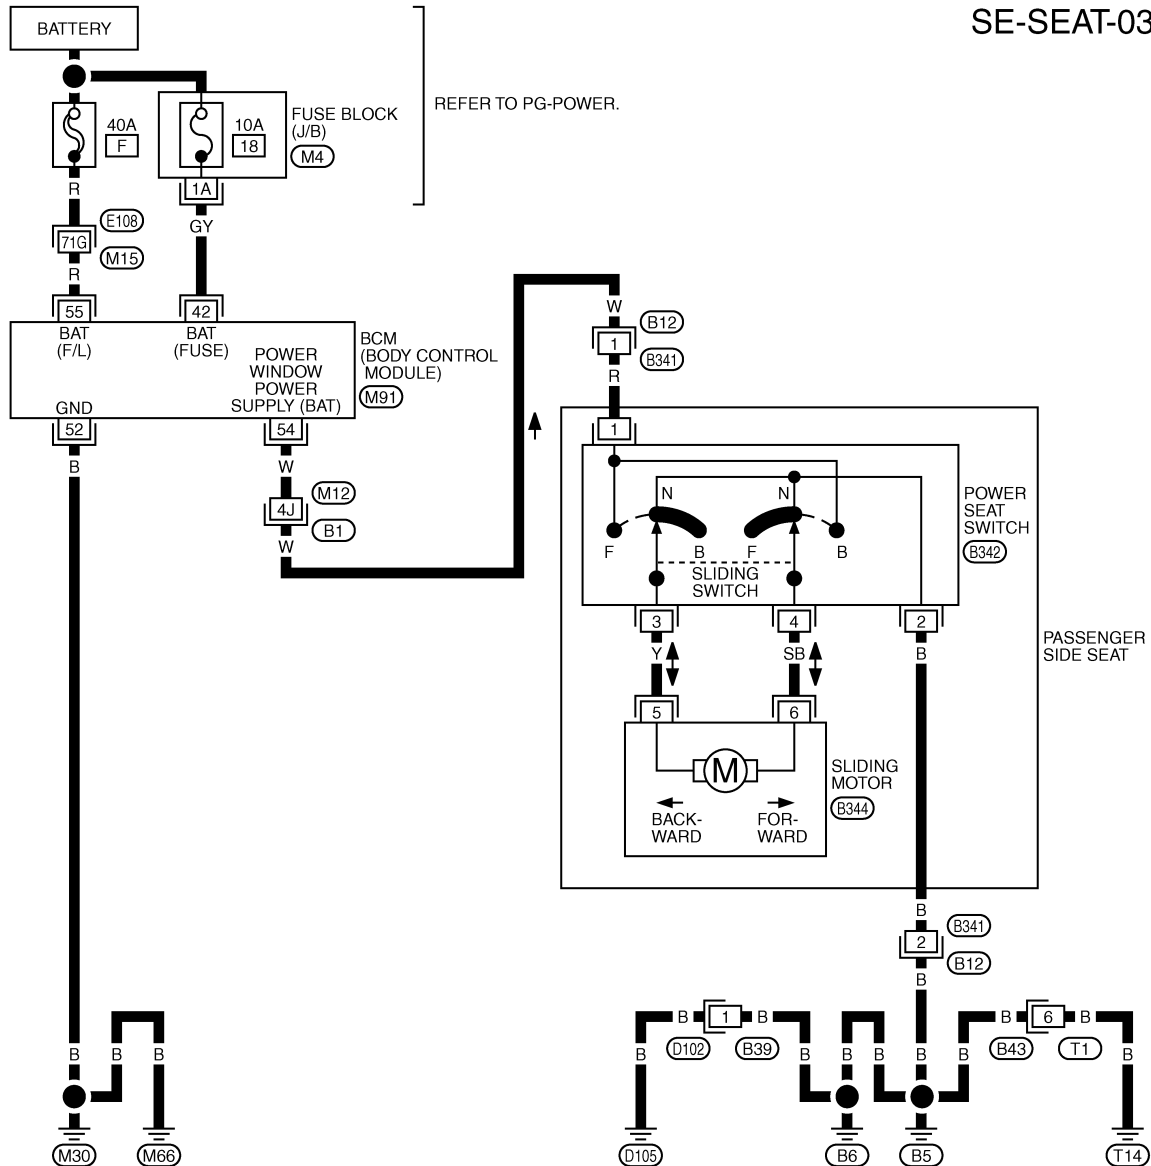 SE-SEAT-03
BATTERY
REFER TO PG-POWER.
40A
F
10A
18
FUSE BLOCK
(J/B)
M4
R
1A
E108
GY
71G
M15
R
55
42
BAT
(F/L)
BAT
(FUSE)
BCM
(BODY CONTROL
MODULE)
M91
POWER
WINDOW
POWER
SUPPLY (BAT)
GND
52
54
B
W
4J
M12
B1
W
W
B12
1
B341
R
1
N
N
F
B
F
B
SLIDING
SWITCH
POWER
SEAT
SWITCH
B342
3
4
2
Y
SB
B
PASSENGER
SIDE SEAT
5
6
M
SLIDING
MOTOR
B344
BACK-
WARD
FOR-
WARD
B
B341
2
B12
B
B
1
B
B
6
B
D102
B39
B43
T1
B
B
B
B
B
B
B
B
B
B
M30
M66
D105
B6
B5
T14